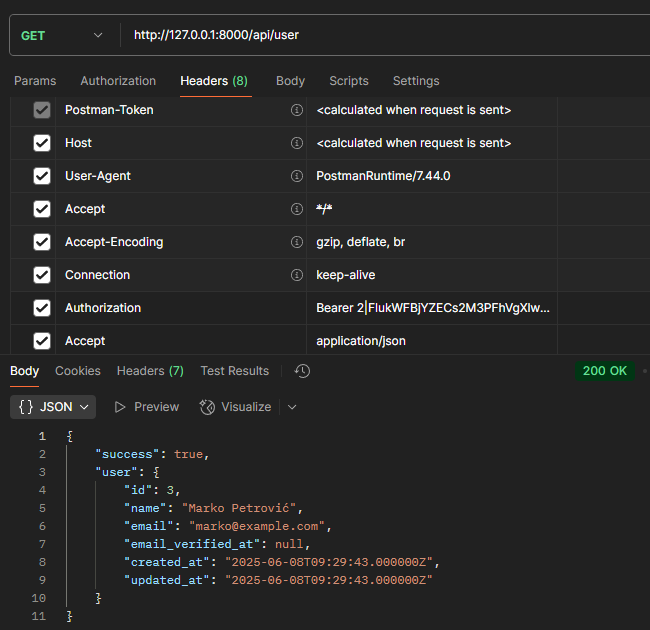 GET http://127.0.0.1:8000/api/user
Params Authorization Headers (8) Body Scripts Settings
Postman-Token <calculated when request is sent>
Host <calculated when request is sent>
User-Agent PostmanRuntime/7.44.0
Accept */*
Accept-Encoding gzip, deflate, br
Connection keep-alive
Authorization Bearer 2|FIukWFBjYZECs2M3PFhVgXIw...
Accept application/json
Body Cookies Headers (7) Test Results 200 OK
{} JSON Preview Visualize
1 {
2 "success": true,
3 "user": {
4 "id": 3,
5 "name": "Marko Petrović",
6 "email": "marko@example.com",
7 "email_verified_at": null,
8 "created_at": "2025-06-08T09:29:43.000000Z",
9 "updated_at": "2025-06-08T09:29:43.000000Z"
10 }
11 }